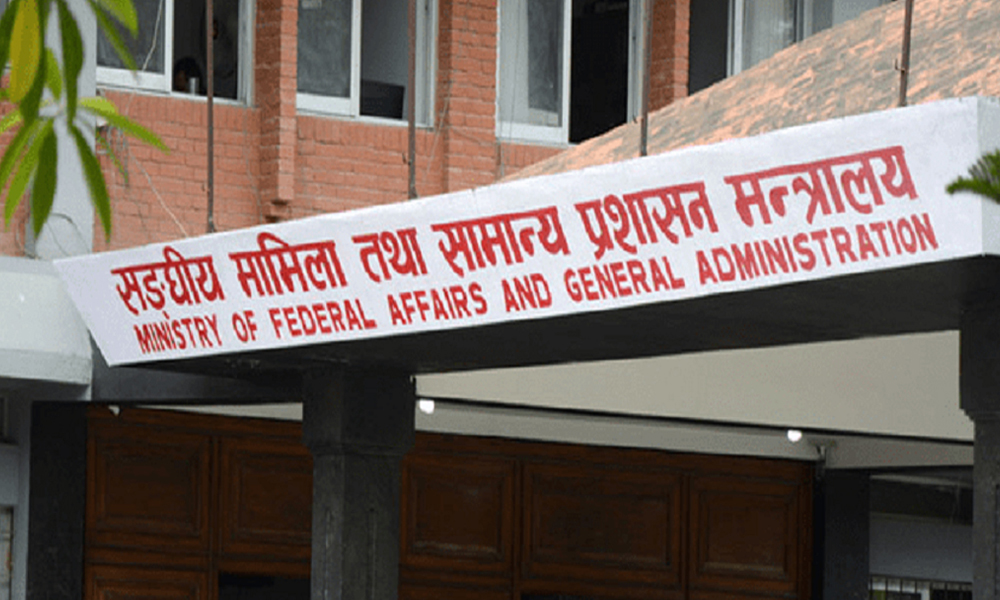 सङ्घीय मामिला तथा सामान्य प्रशासन मन्त्रालय
MINISTRY OF FEDERAL AFFAIRS AND GENERAL ADMINISTRATION